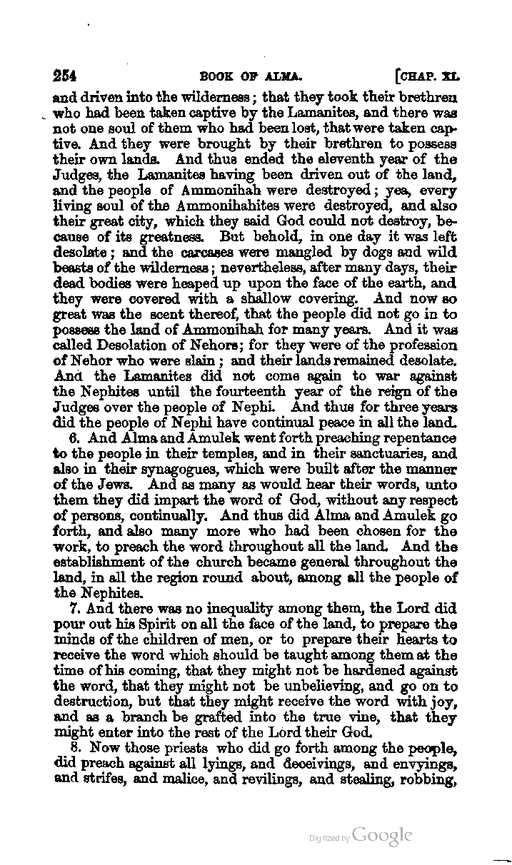 254 BOOK OF ALMA. [CHAP. XL
and driven into the wilderness; that they took their brethren
who had been taken captive by the Lamanites, and there was
not one soul of them who had been lost, that were taken cap-
tive. And they were brought by their brethren to possess
their own lands. And thus ended the eleventh year of the
Judges, the Lamanites having been driven out of the land,
and the people of Ammonihah were destroyed; yea, every
living soul of the Ammonihahites were destroyed, and also
their great city, which they said God could not destroy, be-
cause of its greatness. But behold, in one day it was left
desolate; and the carcases were mangled by dogs and wild
beasts of the wilderness; nevertheless, after many days, their
dead bodies were heaped up upon the face of the earth, and
they were covered with a shallow covering. And now so
great was the scent thereof, that the people did not go in to
possess the land of Ammonihah for many years. And it was
called Desolation of Nehors; for they were of the profession
of Nehor who were slain; and their lands remained desolate.
And the Lamanites did not come again to war against
the Nephites until the fourteenth year of the reign of the
Judges over the people of Nephi. And thus for three years
did the people of Nephi have continual peace in all the land.
6. And Alma and Amulek went forth preaching repentance
to the people in their temples, and in their sanctuaries, and
also in their synagogues, which were built after the manner
of the Jews. And as many as would hear their words, unto
them they did impart the word of God, without any respect
of persons, continually. And thus did Alma and Amulek go
forth, and also many more who had been chosen for the
work, to preach the word throughout all the land. And the
establishment of the church became general throughout the
land, in all the region round about, among all the people of
the Nephites.
7. And there was no inequality among them, the Lord did
pour out his Spirit on all the face of the land, to prepare the
minds of the children of men, or to prepare their hearts to
receive the word which should be taught among them at the
time of his coming, that they might not be hardened against
the word, that they might not be unbelieving, and go on to
destruction, but that they might receive the word with joy,
and as a branch be grafted into the true vine, that they
might enter into the rest of the Lord their God.
8. Now those priests who did go forth among the people,
did preach against all lyings, and deceivings, and envyings,
and strifes, and malice, and revilings, and stealing, robbing,
Digitized by Google